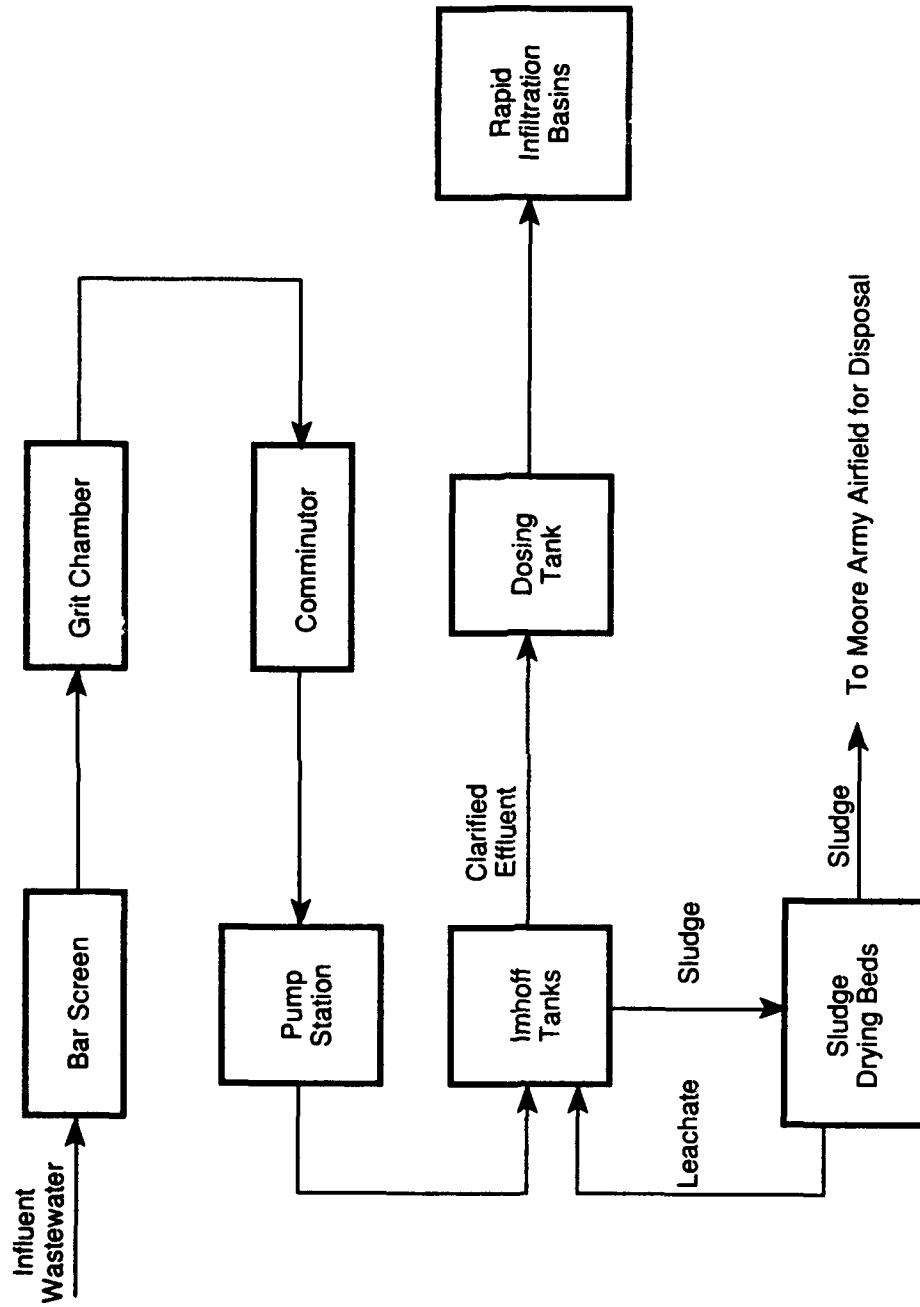 Influent
Wastewater
Bar Screen
Grit Chamber
Comminutor
Pump
Station
Imhoff
Tanks
Clarified
Effluent
Dosing
Tank
Rapid
Infiltration
Basins
Sludge
Leachate
Sludge
Drying Beds
Sludge
To Moore Army Airfield for Disposal